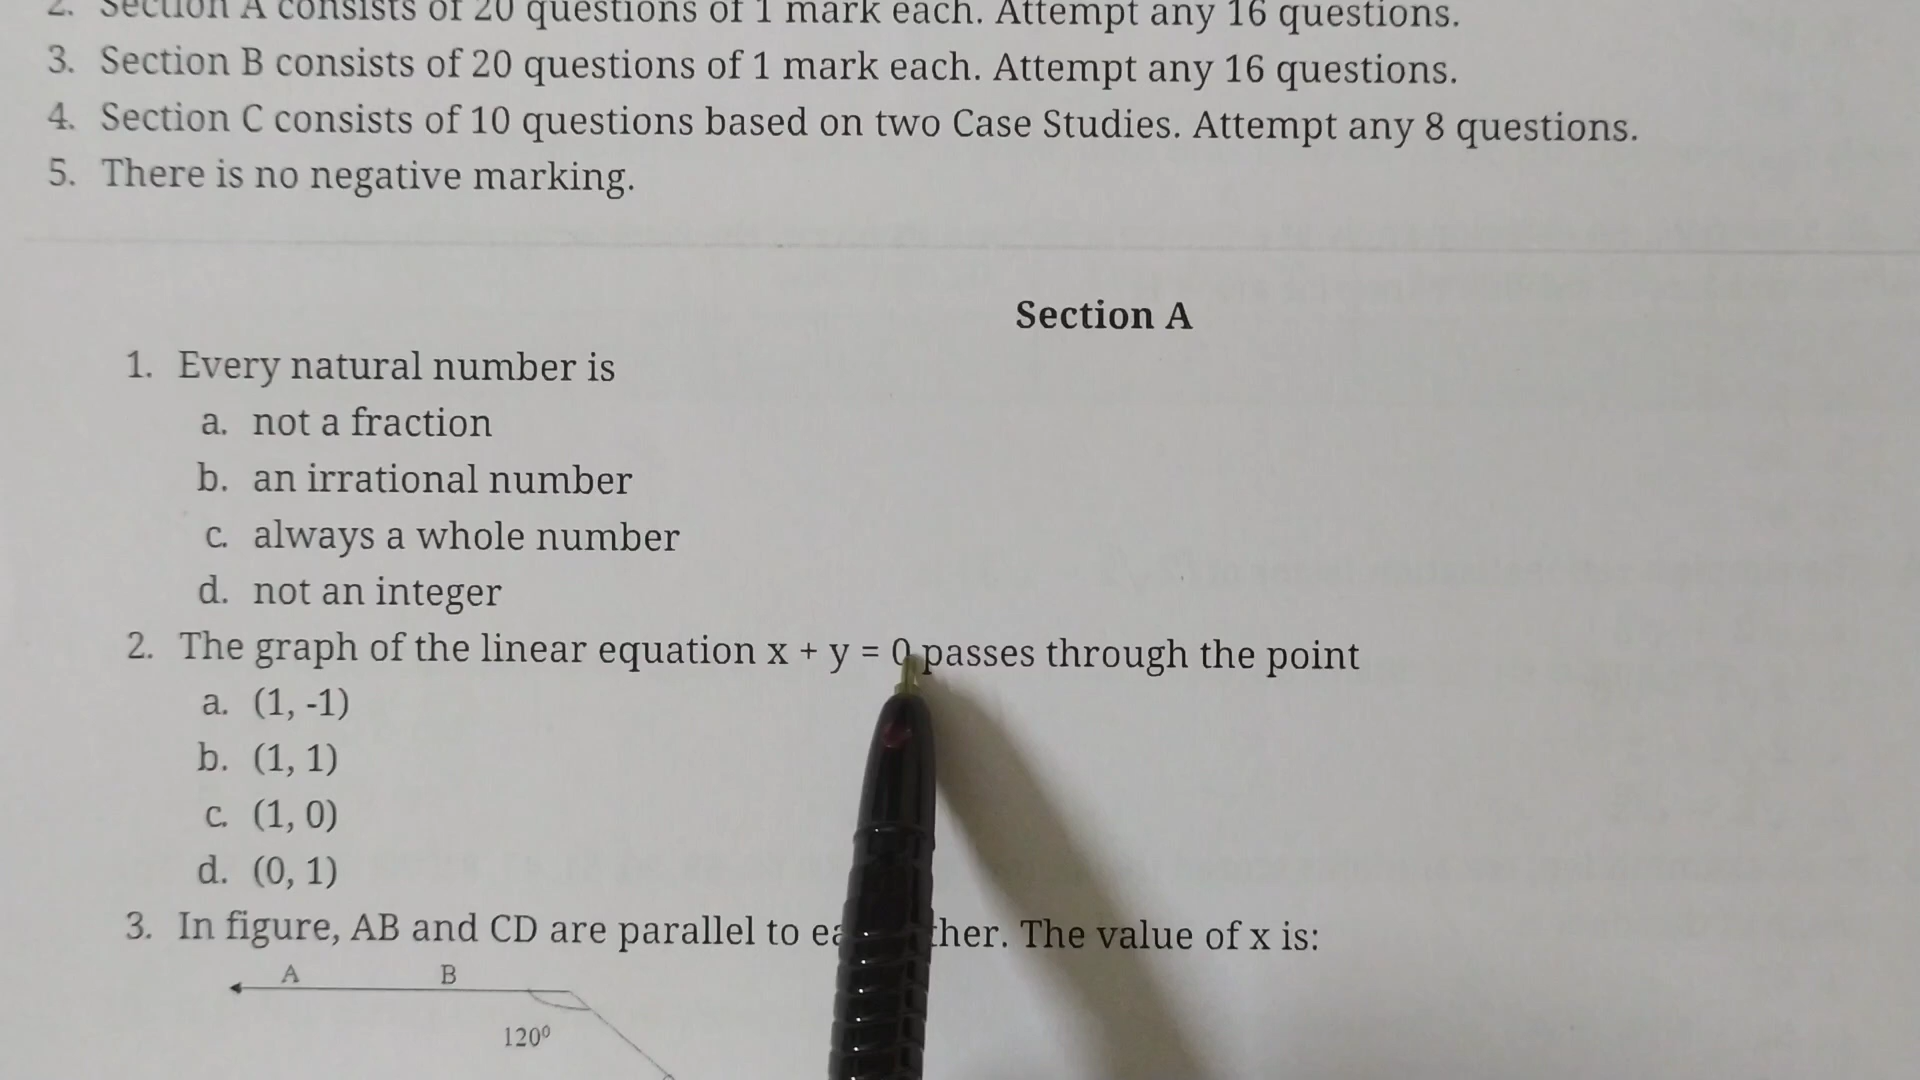 2. Section A consists of 20 questions of 1 mark each. Attempt any 16 questions.
3. Section B consists of 20 questions of 1 mark each. Attempt any 16 questions.
4. Section C consists of 10 questions based on two Case Studies. Attempt any 8 questions.
5. There is no negative marking.
Section A
1. Every natural number is
a. not a fraction
b. an irrational number
c. always a whole number
d. not an integer
2. The graph of the linear equation x + y = 0 passes through the point
a. (1, -1)
b. (1, 1)
c. (1, 0)
d. (0, 1)
3. In figure, AB and CD are parallel to The value of x is:
A B
120⁰